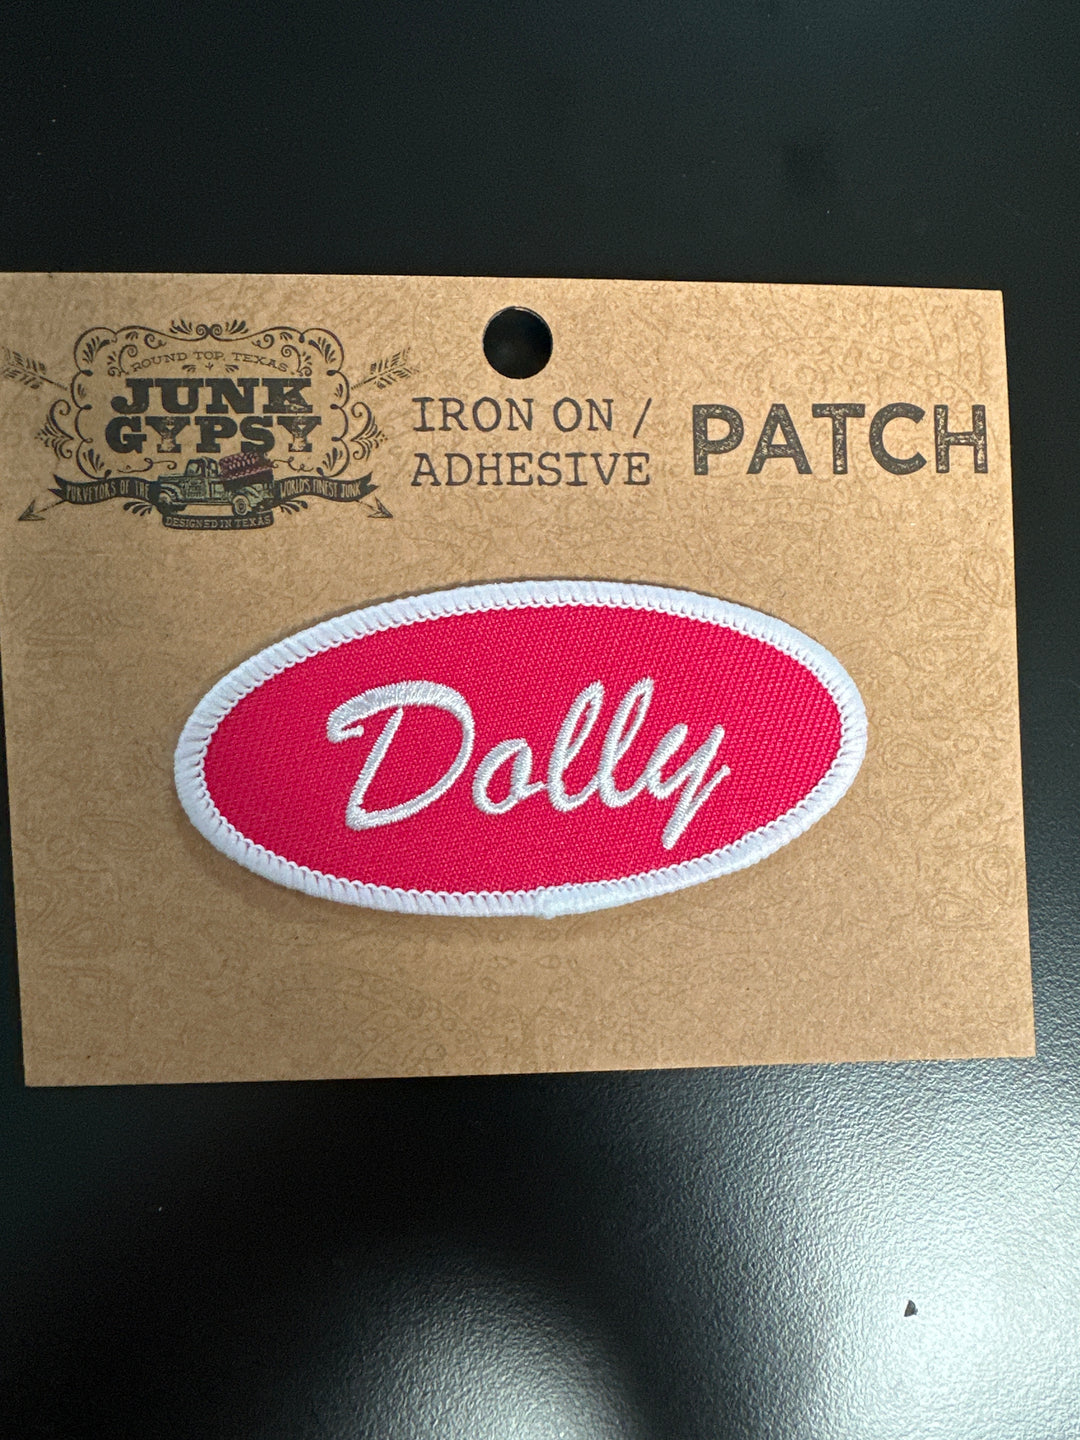 ROUND TOP, TEXAS
JUNK
GYPSY
PURVEYORS OF THE WORLD'S FINEST JUNK
DESIGNED IN TEXAS
IRON ON /
ADHESIVE
PATCH
Dolly